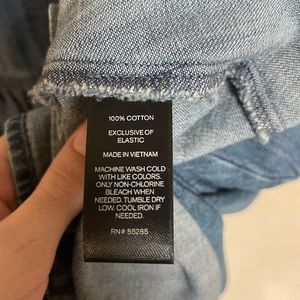 100% COTTON
EXCLUSIVE OF
ELASTIC
MADE IN VIETNAM
MACHINE WASH COLD
WITH LIKE COLORS.
ONLY NON-CHLORINE
BLEACH WHEN
NEEDED. TUMBLE DRY
LOW. COOL IRON IF
NEEDED.
RN# 55285